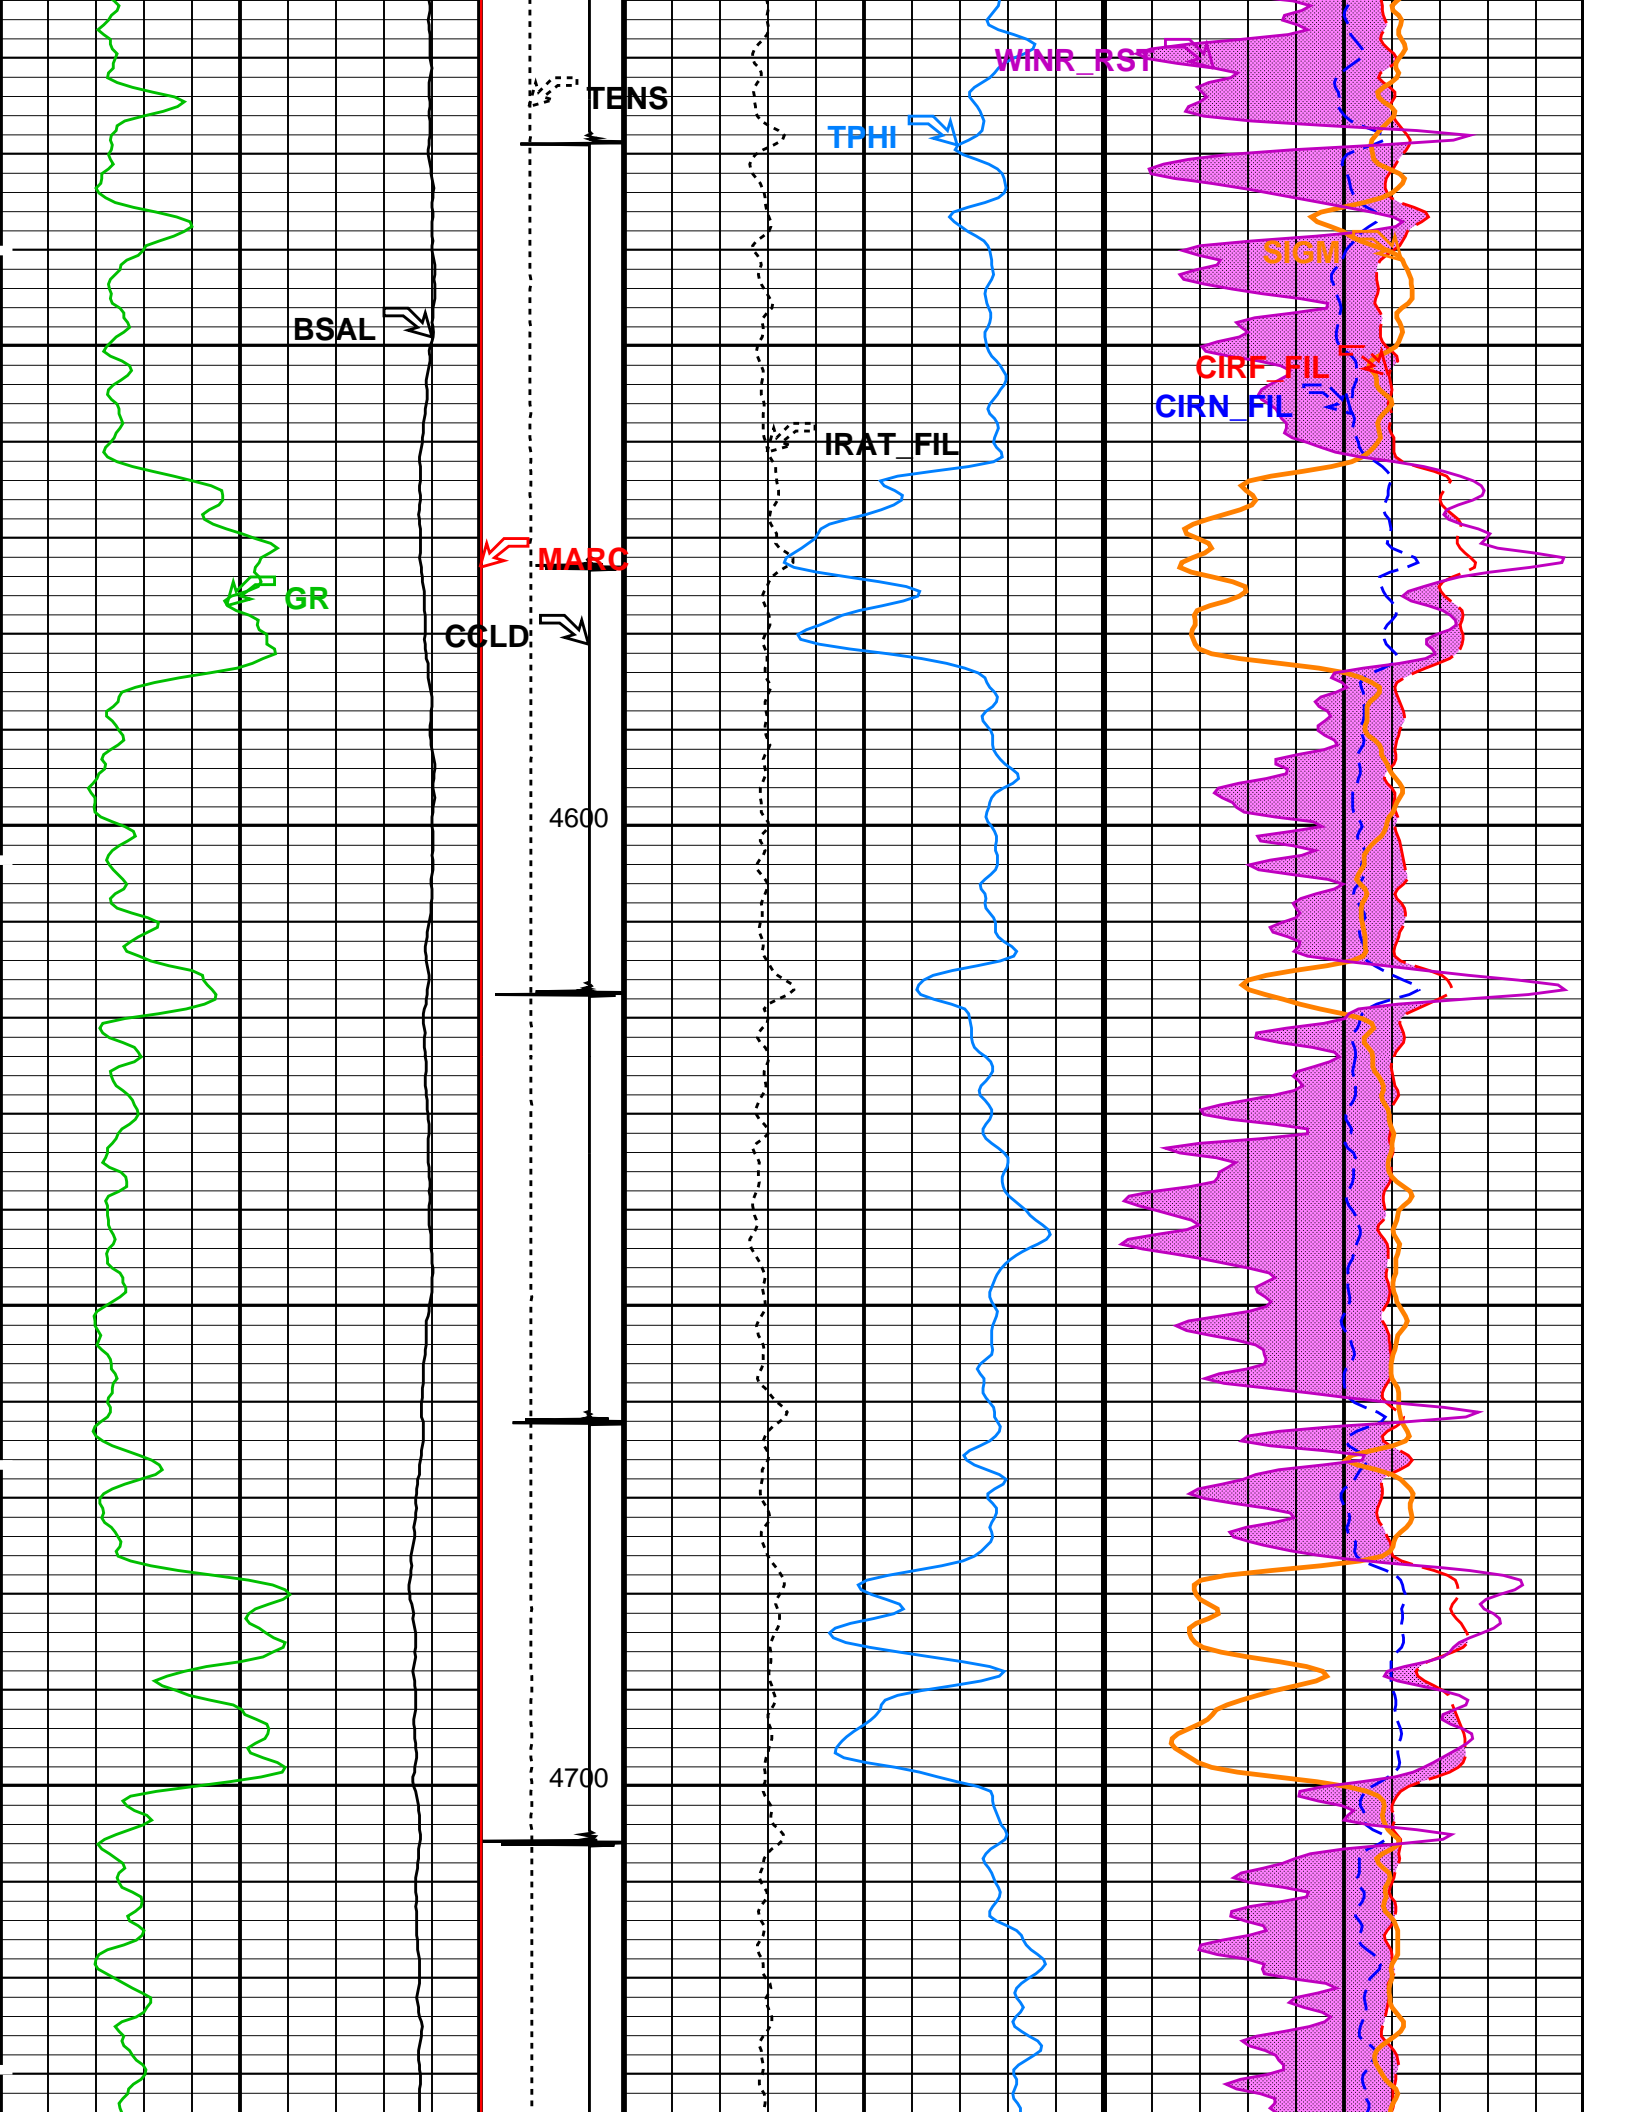 WINR_RST
TENS
TPHI
SIGM
BSAL
CIRF_FIL
CIRN_FIL
IRAT_FIL
MARC
GR
CCLD
4600
4700